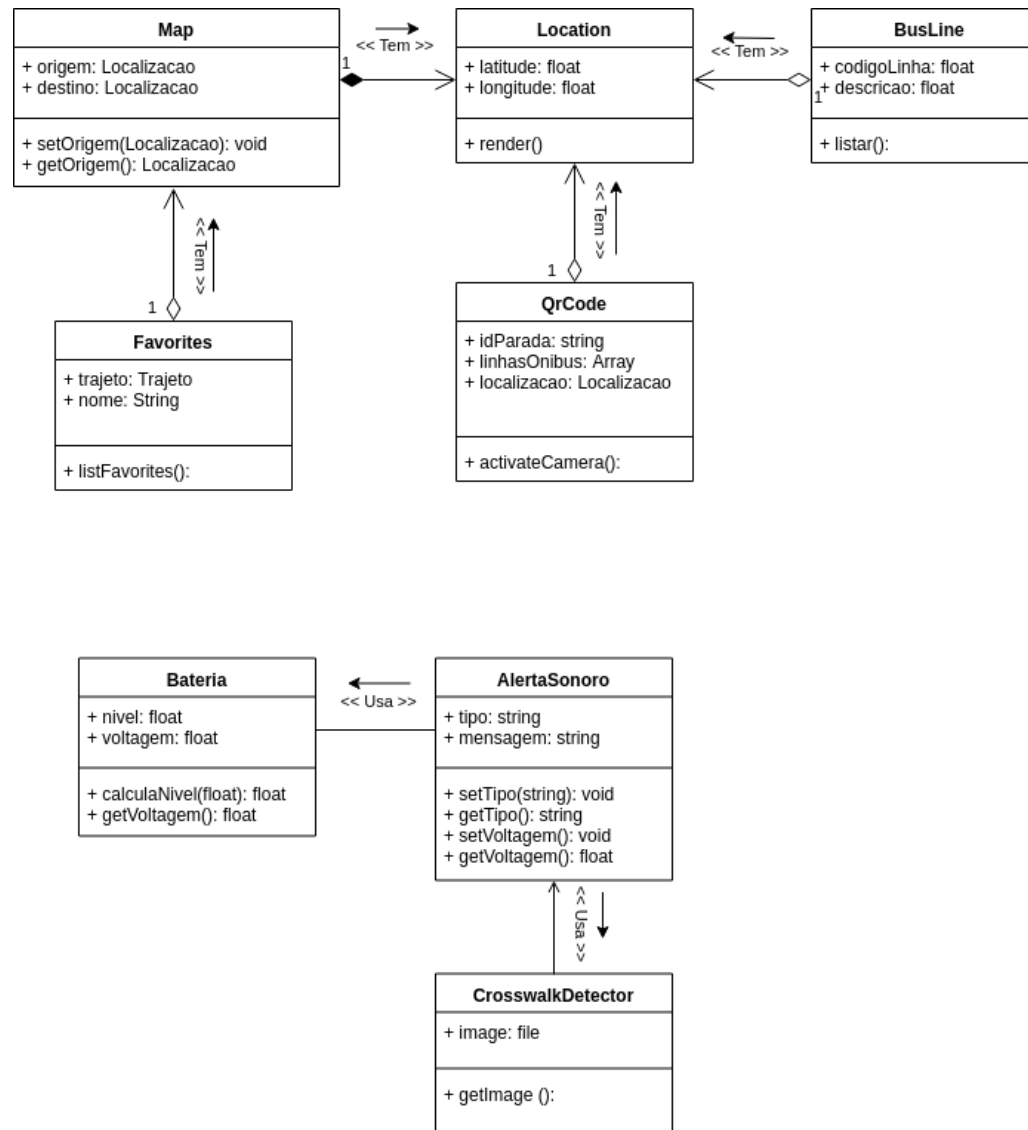 Map
+ origem: Localizacao
+ destino: Localizacao
+ setOrigem(Localizacao): void
+ getOrigem(): Localizacao
<< Tem >>
1
Location
+ latitude: float
+ longitude: float
+ render()
<< Tem >>
1
BusLine
+ codigoLinha: float
+ descricao: float
+ listar():
<< Tem >>
1
Favorites
+ trajeto: Trajeto
+ nome: String
+ listFavorites():
<< Tem >>
1
QrCode
+ idParada: string
+ linhasOnibus: Array
+ localizacao: Localizacao
+ activateCamera():
Bateria
+ nivel: float
+ voltagem: float
+ calculaNivel(float): float
+ getVoltagem(): float
<< Usa >>
AlertaSonoro
+ tipo: string
+ mensagem: string
+ setTipo(string): void
+ getTipo(): string
+ setVoltagem(): void
+ getVoltagem(): float
<< Usa >>
CrosswalkDetector
+ image: file
+ getImage ():